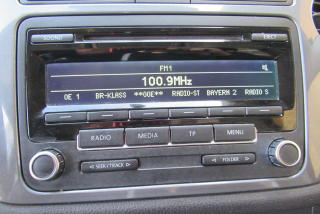 SOUND EJECT
FM1
100.9MHz
OE 1 BR-KLASS **OOE** RADIO-ST BAYERN 2 RADIO S
RADIO MEDIA TP MENU
SEEK/TRACK FOLDER